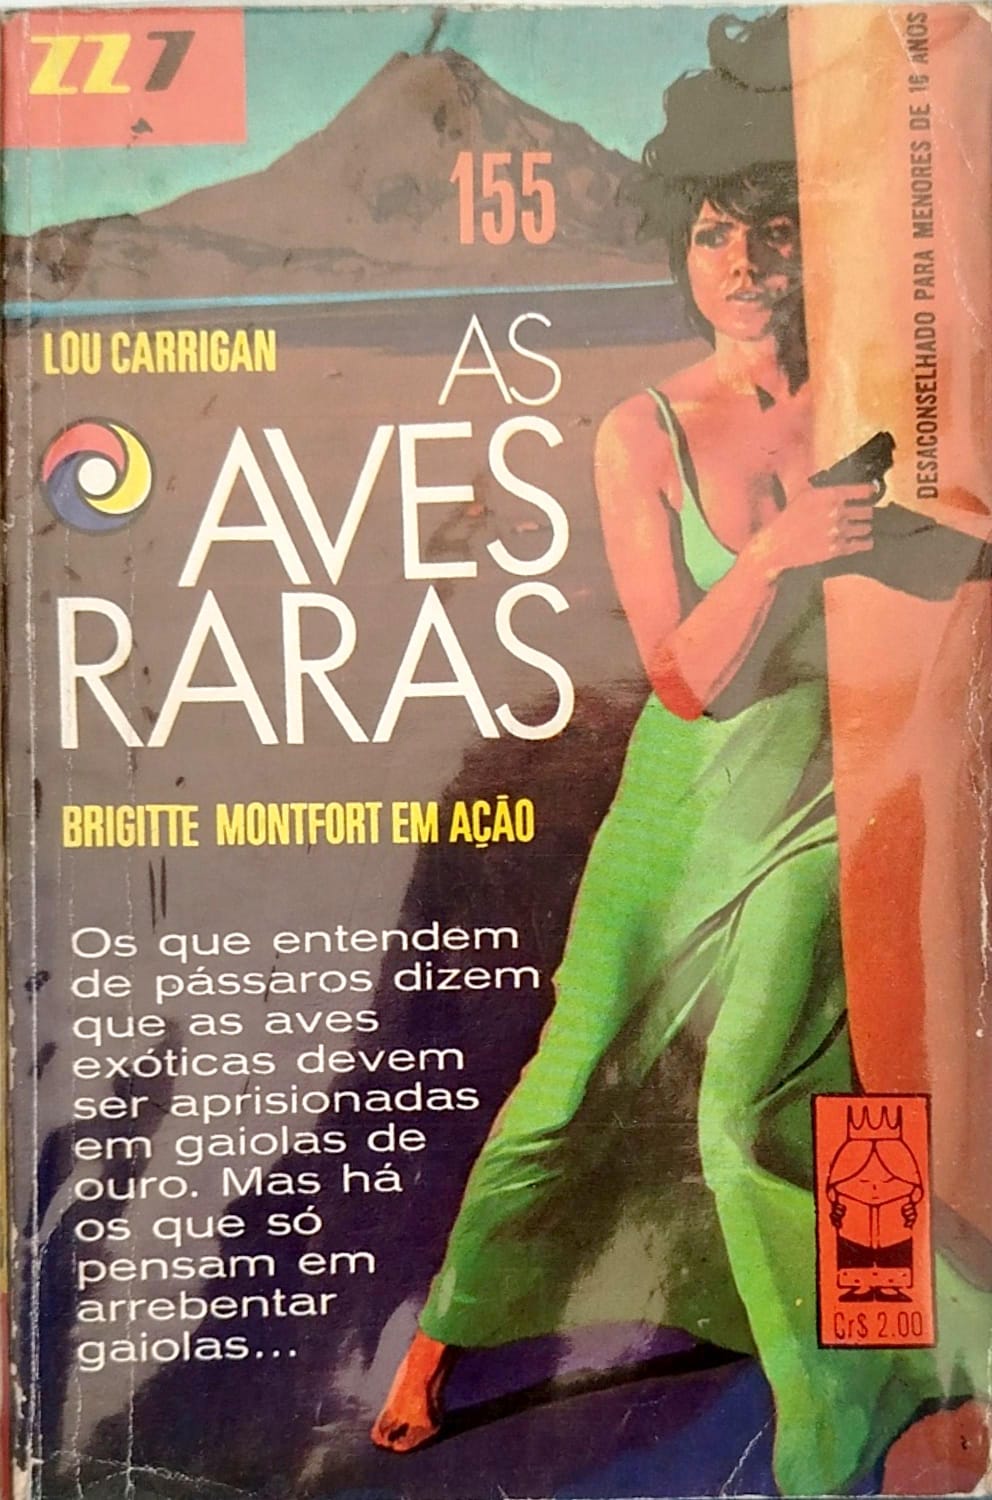 ZZ7
155
LOU CARRIGAN
AS
AVES
RARAS
BRIGITTE MONTFORT EM AÇÃO
Os que entendem
de pássaros dizem
que as aves
exóticas devem
ser aprisionadas
em gaiolas de
ouro. Mas há
os que só
pensam em
arrebentar
gaiolas...
DESACONSELHADO PARA MENORES DE 16 ANOS
Cr$ 2.00